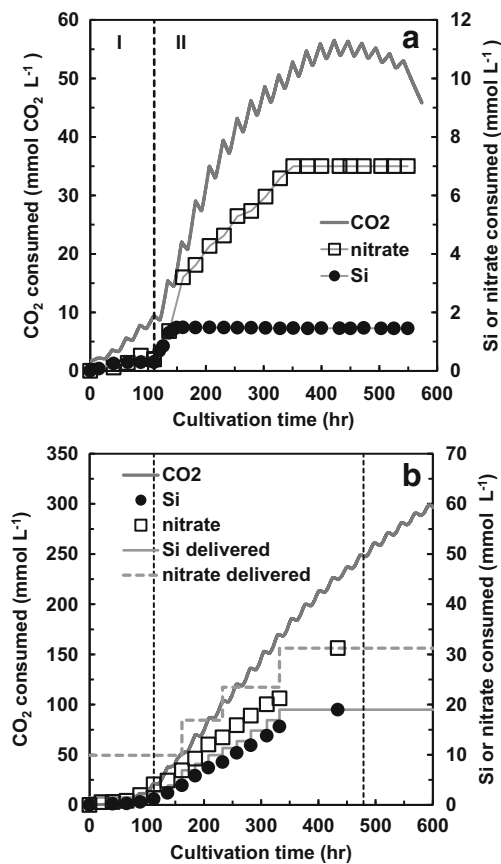 a
I II
60
50
40
30
20
10
0
CO2 consumed (mmol CO2 L-1)
12
10
8
6
4
2
0
Si or nitrate consumed (mmol L-1)
CO2
nitrate
Si
0 100 200 300 400 500 600
Cultivation time (hr)
b
350
300
250
200
150
100
50
0
CO2 consumed (mmol L-1)
70
60
50
40
30
20
10
0
Si or nitrate consumed (mmol L-1)
CO2
Si
nitrate
Si delivered
nitrate delivered
0 100 200 300 400 500 600
Cultivation time (hr)